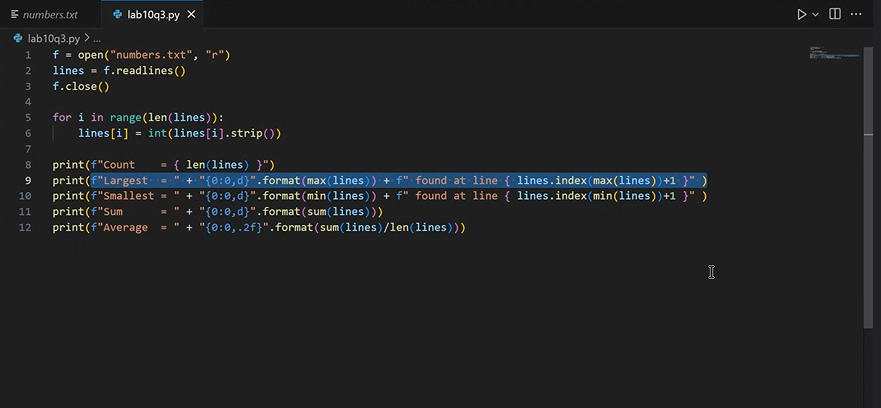 numbers.txt lab10q3.py
lab10q3.py > ...
1 f = open("numbers.txt", "r")
2 lines = f.readlines()
3 f.close()
4
5 for i in range(len(lines)):
6     lines[i] = int(lines[i].strip())
7
8 print(f"Count    = { len(lines) }")
9 print(f"Largest  = " + "{0:0,d}".format(max(lines)) + f" found at line { lines.index(max(lines))+1 }" )
10 print(f"Smallest = " + "{0:0,d}".format(min(lines)) + f" found at line { lines.index(min(lines))+1 }" )
11 print(f"Sum      = " + "{0:0,d}".format(sum(lines)))
12 print(f"Average  = " + "{0:0,.2f}".format(sum(lines)/len(lines)))